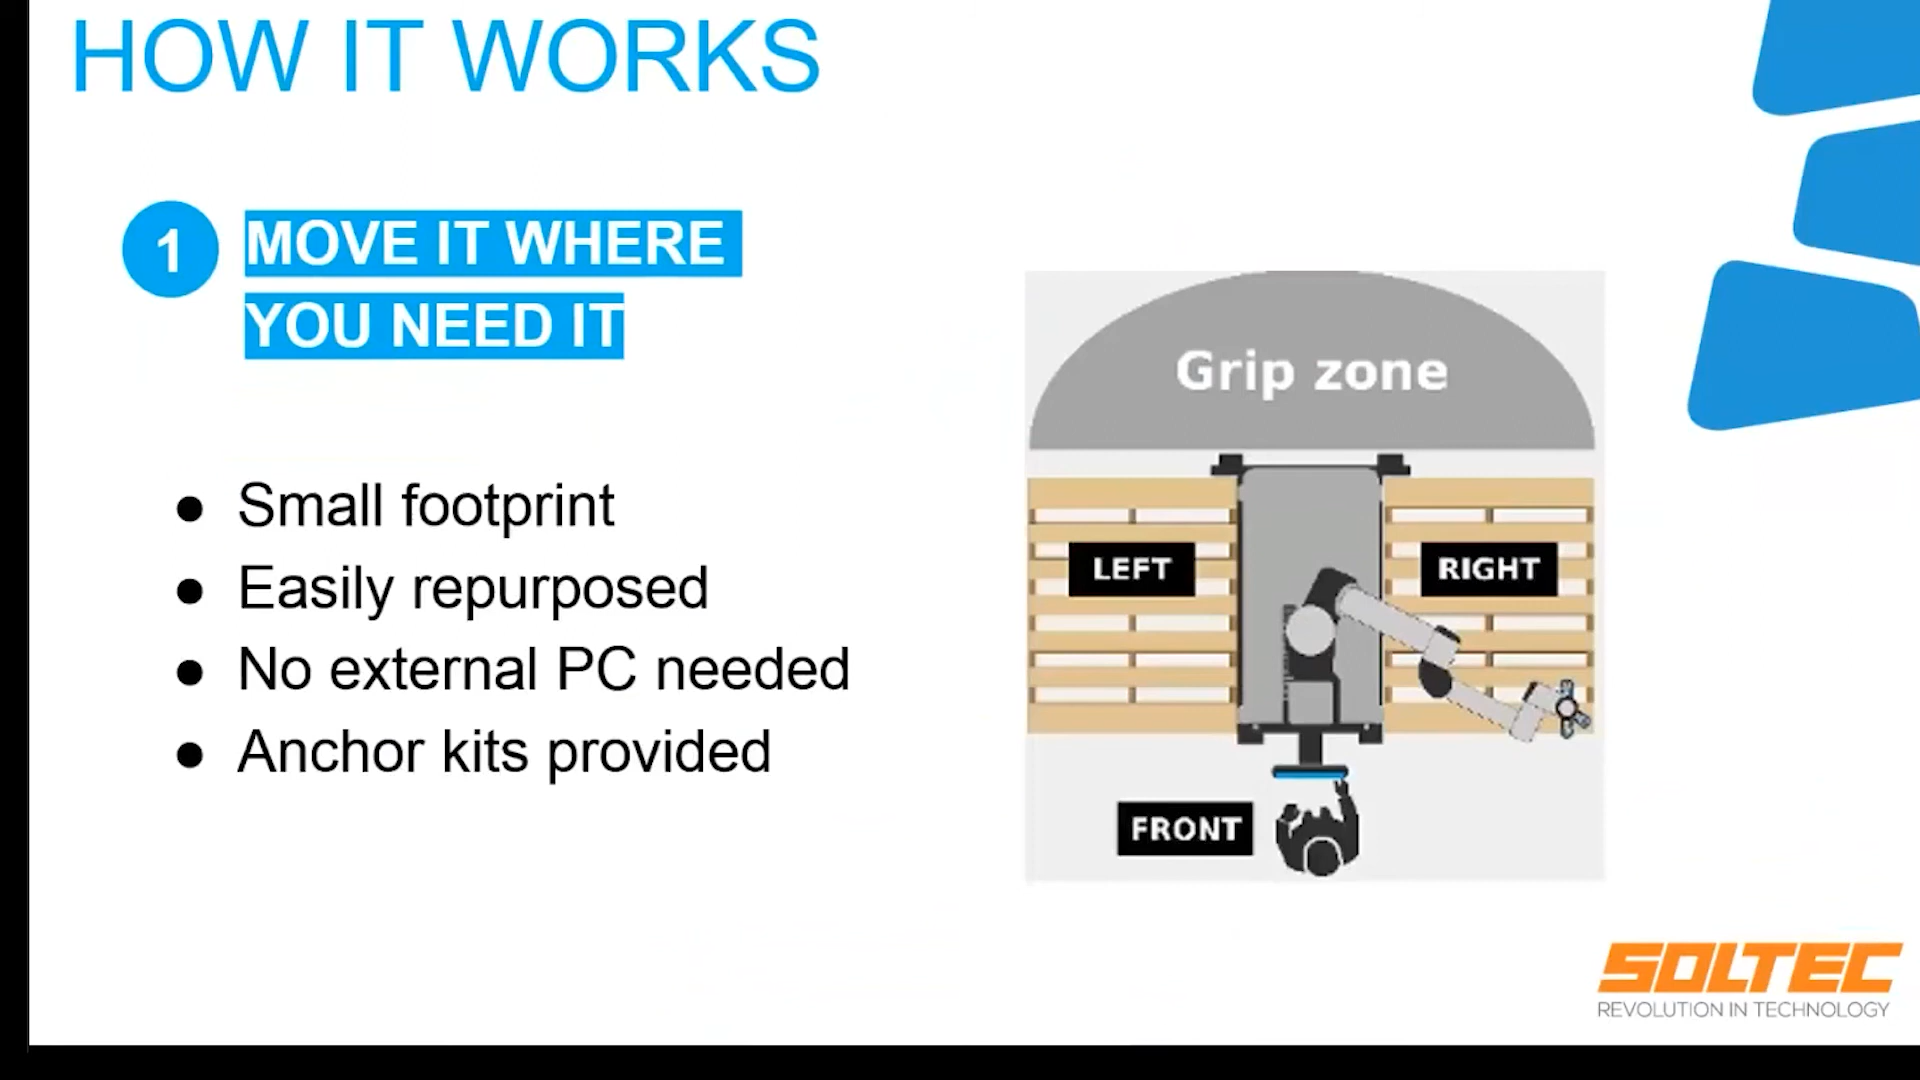 HOW IT WORKS
1
MOVE IT WHERE
YOU NEED IT
● Small footprint
● Easily repurposed
● No external PC needed
● Anchor kits provided
Grip zone
LEFT
RIGHT
FRONT
SOLTEC
REVOLUTION IN TECHNOLOGY